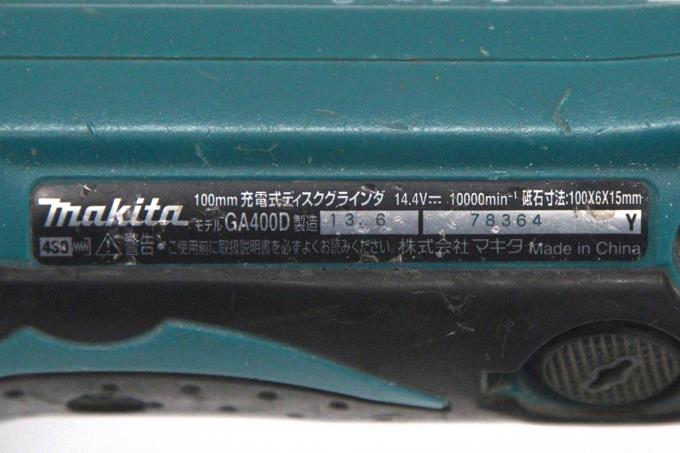 100mm 充電式ディスクグラインダ 14.4V⎓ 10000min⁻¹ 砥石寸法:100X6X15mm
makita モデル GA400D 製造 13.6 78364 Y
警告 ・ご使用前に取扱説明書を必ずよくお読みください. 株式会社 マキタ Made in China